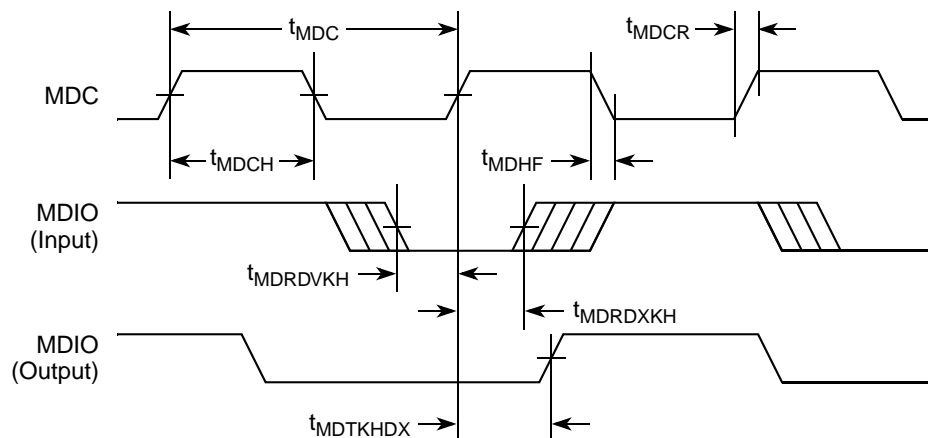 tMDC
tMDCR
MDC
tMDCH
tMDHF
MDIO
(Input)
tMDRDVKH
tMDRDXKH
MDIO
(Output)
tMDTKHDX